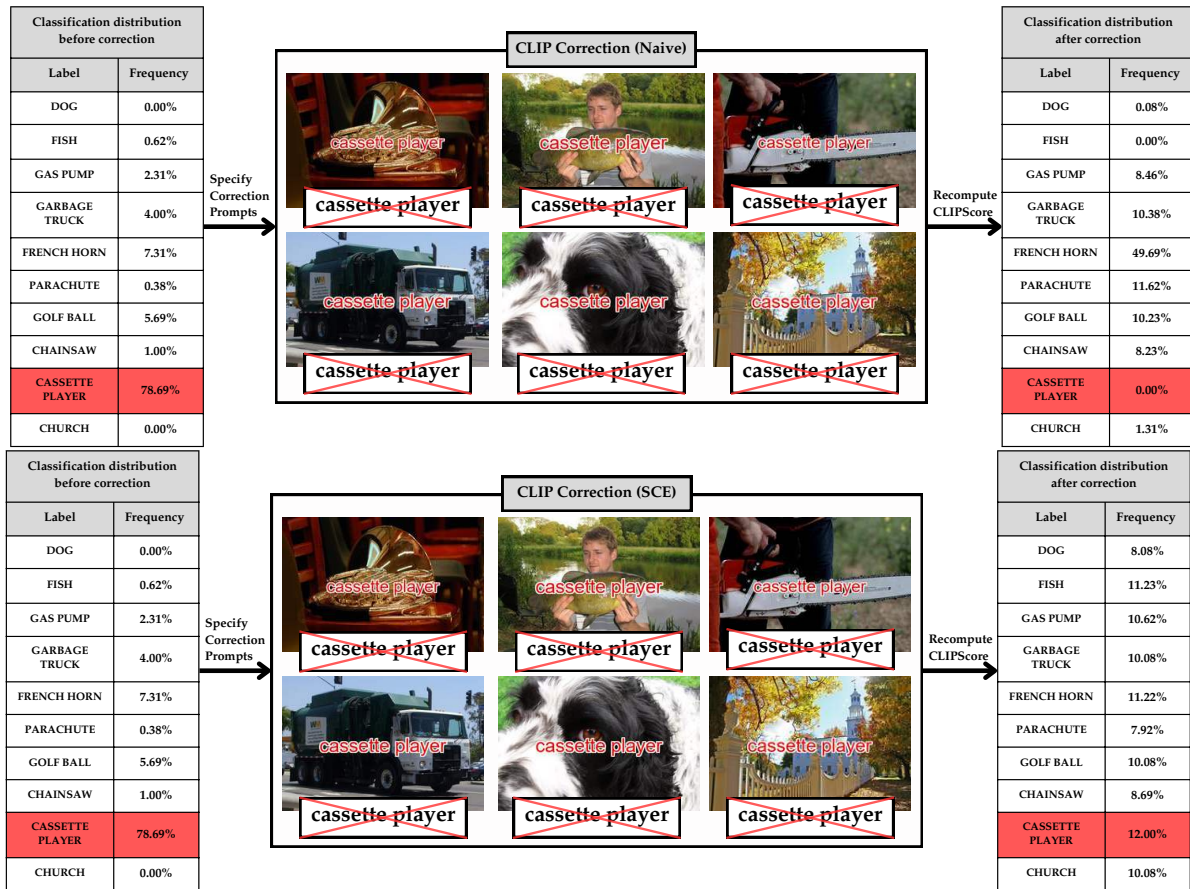 Classification distribution
before correction
Label Frequency
DOG 0.00%
FISH 0.62%
GAS PUMP 2.31%
GARBAGE
TRUCK 4.00%
FRENCH HORN 7.31%
PARACHUTE 0.38%
GOLF BALL 5.69%
CHAINSAW 1.00%
CASSETTE
PLAYER 78.69%
CHURCH 0.00%
Specify
Correction
Prompts
CLIP Correction (Naive)
cassette player
cassette player
cassette player
cassette player
cassette player
cassette player
cassette player
cassette player
cassette player
cassette player
cassette player
cassette player
Recompute
CLIPScore
Classification distribution
after correction
Label Frequency
DOG 0.08%
FISH 0.00%
GAS PUMP 8.46%
GARBAGE
TRUCK 10.38%
FRENCH HORN 49.69%
PARACHUTE 11.62%
GOLF BALL 10.23%
CHAINSAW 8.23%
CASSETTE
PLAYER 0.00%
CHURCH 1.31%
Classification distribution
before correction
Label Frequency
DOG 0.00%
FISH 0.62%
GAS PUMP 2.31%
GARBAGE
TRUCK 4.00%
FRENCH HORN 7.31%
PARACHUTE 0.38%
GOLF BALL 5.69%
CHAINSAW 1.00%
CASSETTE
PLAYER 78.69%
CHURCH 0.00%
Specify
Correction
Prompts
CLIP Correction (SCE)
cassette player
cassette player
cassette player
cassette player
cassette player
cassette player
cassette player
cassette player
cassette player
cassette player
cassette player
cassette player
Recompute
CLIPScore
Classification distribution
after correction
Label Frequency
DOG 8.08%
FISH 11.23%
GAS PUMP 10.62%
GARBAGE
TRUCK 10.08%
FRENCH HORN 11.22%
PARACHUTE 7.92%
GOLF BALL 10.08%
CHAINSAW 8.69%
CASSETTE
PLAYER 12.00%
CHURCH 10.08%